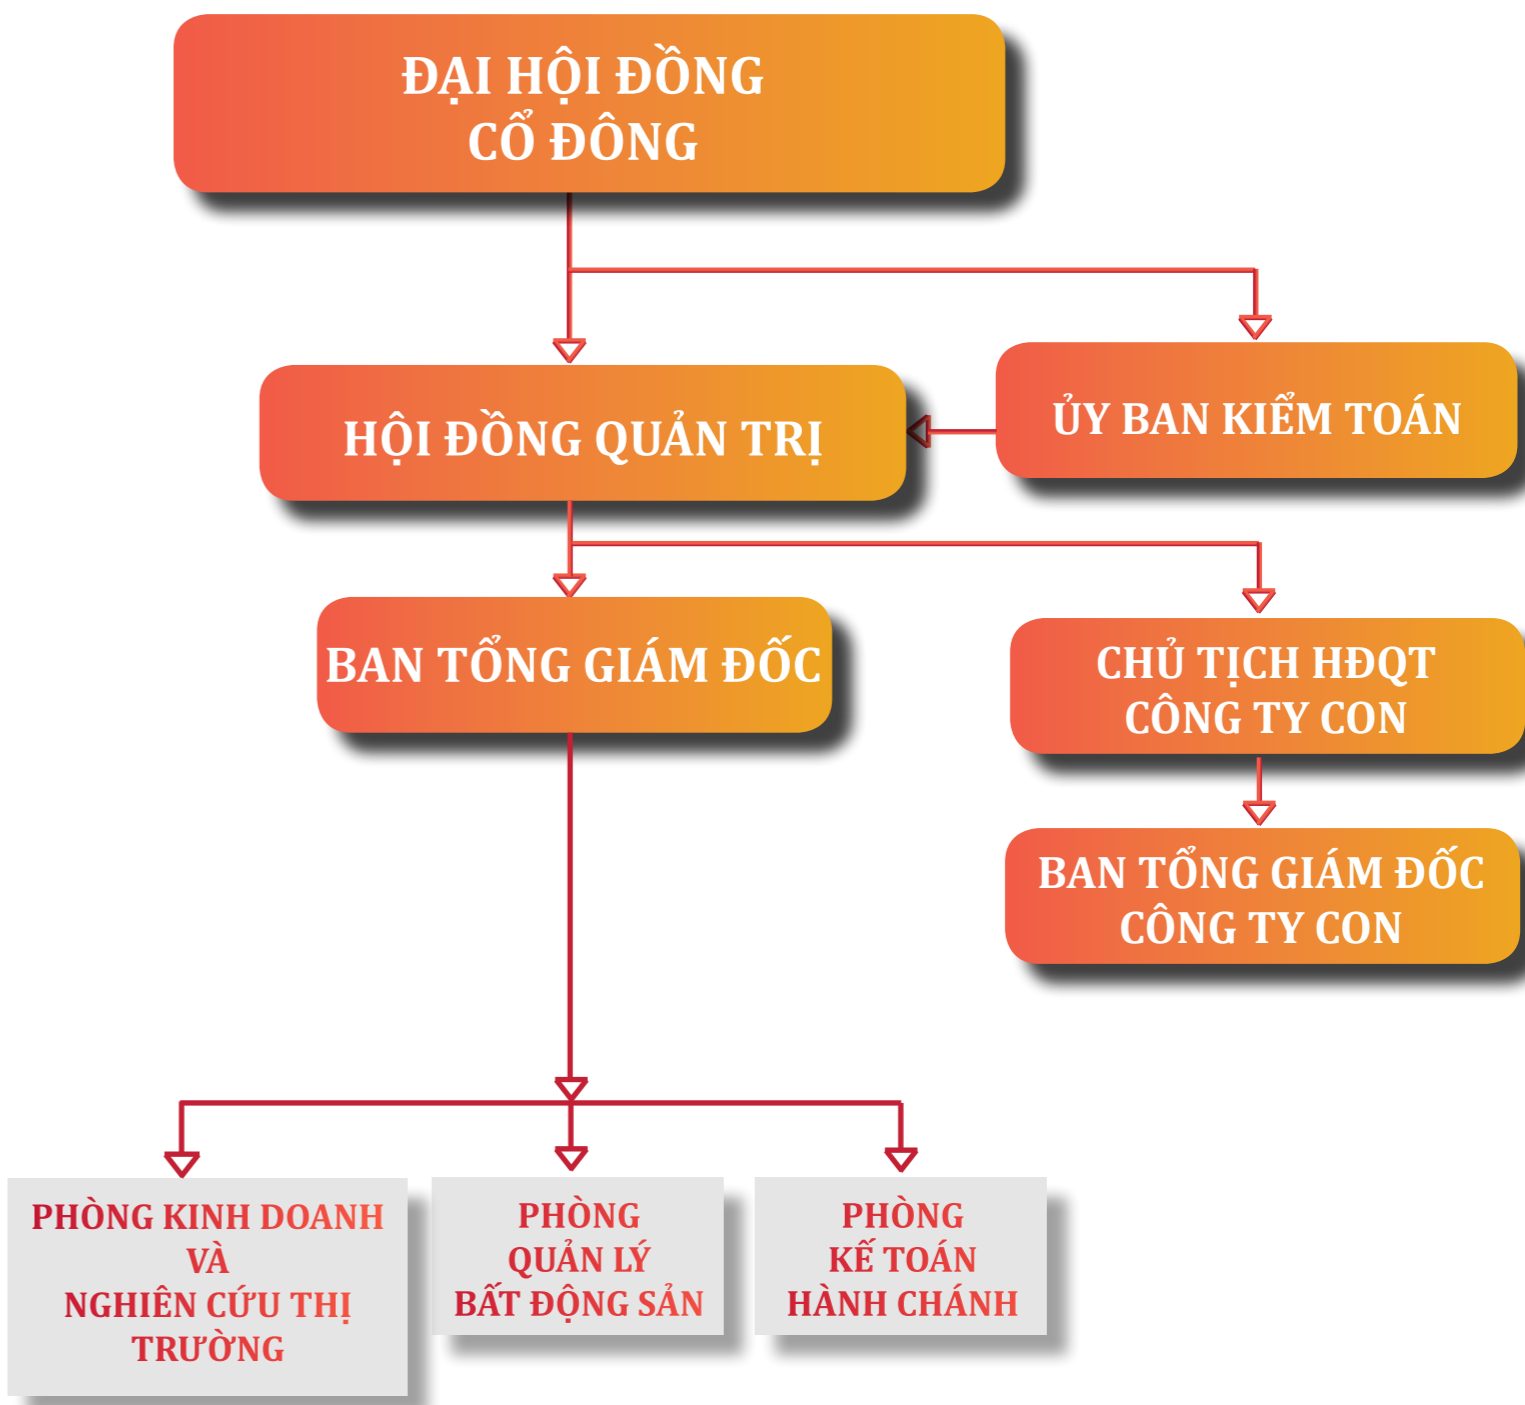 ĐẠI HỘI ĐỒNG
CỔ ĐÔNG
HỘI ĐỒNG QUẢN TRỊ
ỦY BAN KIỂM TOÁN
BAN TỔNG GIÁM ĐỐC
CHỦ TỊCH HĐQT
CÔNG TY CON
BAN TỔNG GIÁM ĐỐC
CÔNG TY CON
PHÒNG KINH DOANH
VÀ
NGHIÊN CỨU THỊ
TRƯỜNG
PHÒNG
QUẢN LÝ
BẤT ĐỘNG SẢN
PHÒNG
KẾ TOÁN
HÀNH CHÁNH